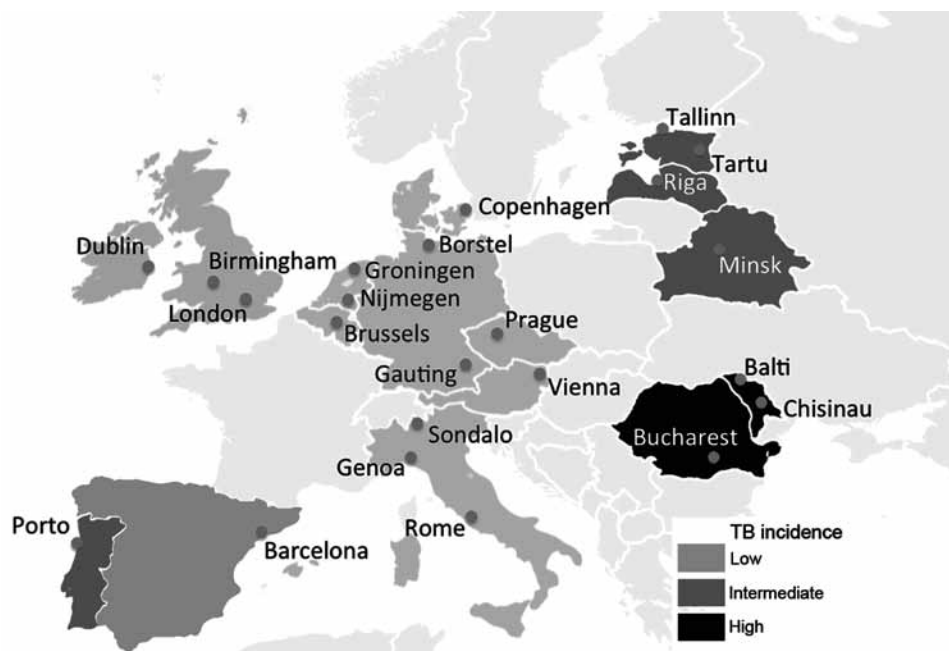 Tallinn
Tartu
Riga
Copenhagen
Dublin
Birmingham
Borstel
Groningen
Minsk
London
Nijmegen
Brussels
Prague
Gauting
Vienna
Balti
Chisinau
Sondalo
Bucharest
Genoa
Porto
Barcelona
Rome
TB incidence
Low
Intermediate
High